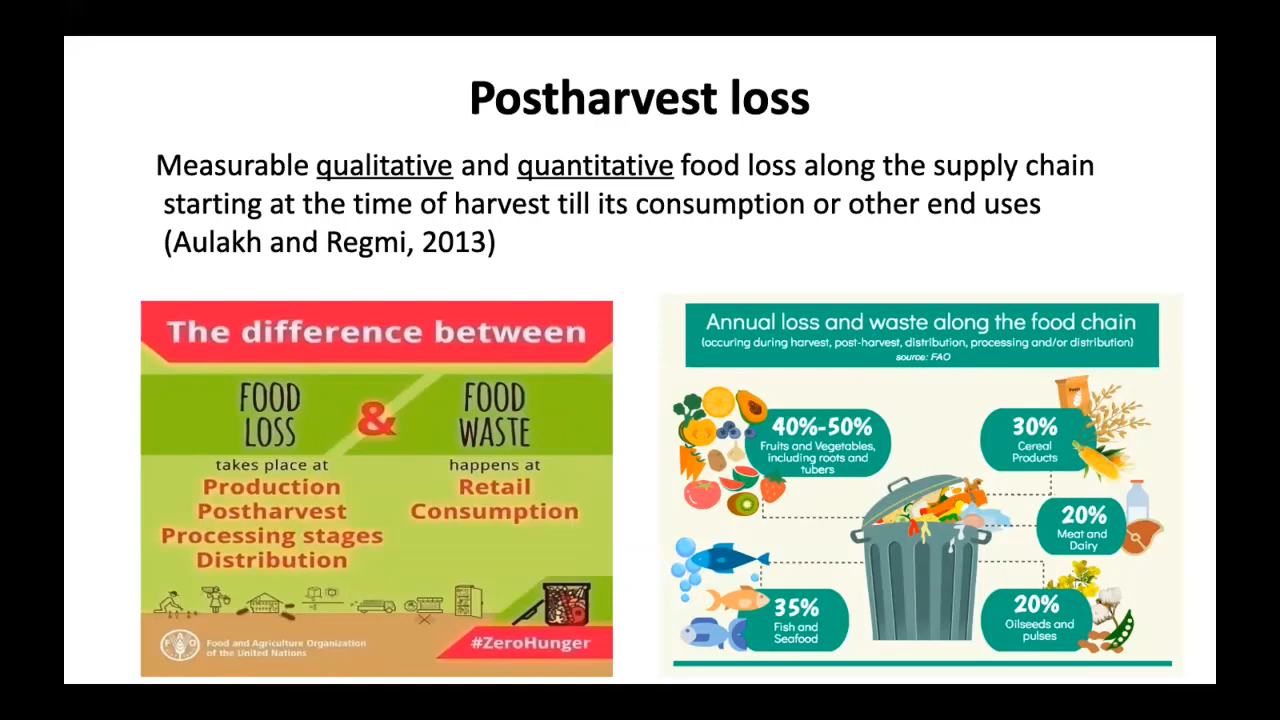 Postharvest loss
Measurable qualitative and quantitative food loss along the supply chain
starting at the time of harvest till its consumption or other end uses
(Aulakh and Regmi, 2013)
The difference between
FOOD
LOSS
&
FOOD
WASTE
takes place at
Production
Postharvest
Processing stages
Distribution
happens at
Retail
Consumption
FAO
Food and Agriculture Organization
of the United Nations
#ZeroHunger
Annual loss and waste along the food chain
(occuring during harvest, post-harvest, distribution, processing and/or distribution)
source: FAO
40%-50%
Fruits and Vegetables,
including roots and
tubers
30%
Cereal
Products
20%
Meat and
Dairy
35%
Fish and
Seafood
20%
Oilseeds and
pulses